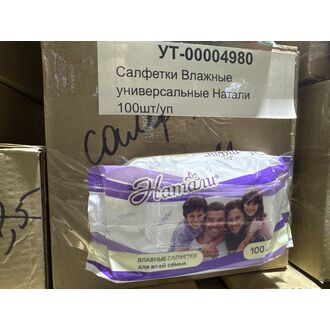 УТ-00004980
Салфетки Влажные
универсальные Натали
100шт/уп
Натали
ВЛАЖНЫЕ САЛФЕТКИ
для всей семьи
100